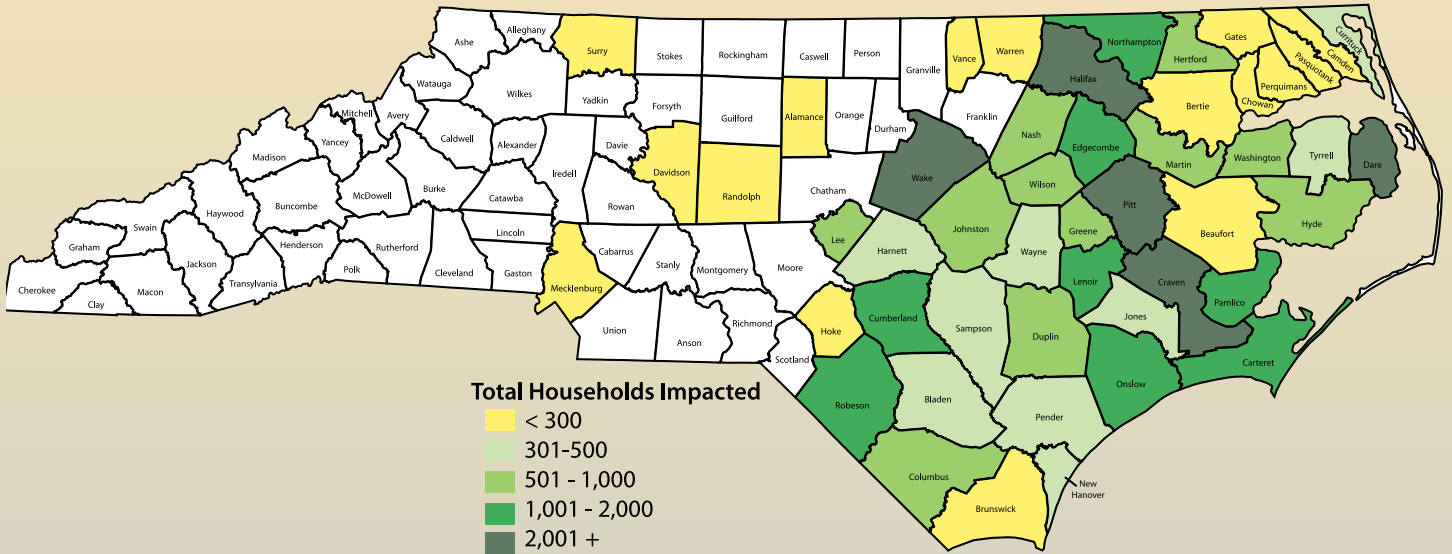 Alleghany
Ashe
Surry
Stokes
Rockingham
Caswell
Person
Granville
Vance
Warren
Northampton
Gates
Currituck
Camden
Pasquotank
Perquimans
Chowan
Hertford
Halifax
Bertie
Watauga
Wilkes
Yadkin
Forsyth
Guilford
Alamance
Orange
Durham
Franklin
Nash
Edgecombe
Martin
Washington
Tyrrell
Dare
Mitchell
Avery
Yancey
Caldwell
Alexander
Iredell
Davie
Davidson
Randolph
Chatham
Wake
Wilson
Pitt
Beaufort
Hyde
Madison
Buncombe
McDowell
Burke
Catawba
Rowan
Lee
Harnett
Johnston
Wayne
Greene
Lenoir
Craven
Pamlico
Swain
Haywood
Graham
Jackson
Henderson
Rutherford
Lincoln
Cabarrus
Stanly
Montgomery
Moore
Cherokee
Clay
Macon
Transylvania
Polk
Cleveland
Gaston
Mecklenburg
Union
Anson
Richmond
Scotland
Hoke
Cumberland
Sampson
Duplin
Jones
Onslow
Carteret
Robeson
Bladen
Pender
Columbus
Brunswick
New
Hanover
Total Households Impacted
< 300
301-500
501 - 1,000
1,001 - 2,000
2,001 +